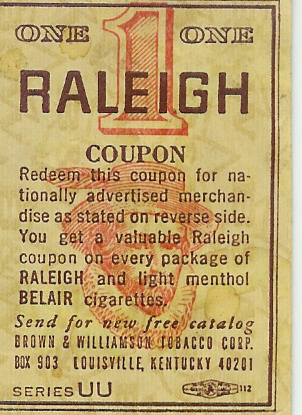 ONE 1 ONE
RALEIGH
COUPON
Redeem this coupon for na-
tionally advertised merchan-
dise as stated on reverse side.
You get a valuable Raleigh
coupon on every package of
RALEIGH and light menthol
BELAIR cigarettes.
Send for new free catalog
BROWN & WILLIAMSON TOBACCO CORP.
BOX 903 LOUISVILLE, KENTUCKY 40201
SERIES UU 112